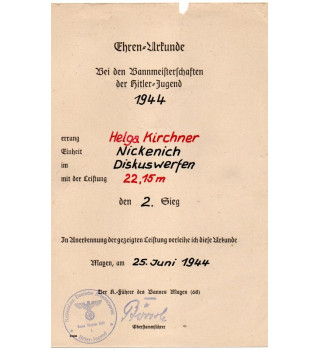 Ehren-Urkunde
Bei den Bannmeisterschaften
der Hitler-Jugend
1944
errang Helga Kirchner
Einheit Nickenich
im Diskuswerfen
mit der Leistung 22,15 m
den 2. Sieg
In Anerkennung der gezeigten Leistung verleihe ich diese Urkunde
Mayen, am 25. Juni 1944
Der K.-Führer des Bannes Mayen (68)
Oberstammführer